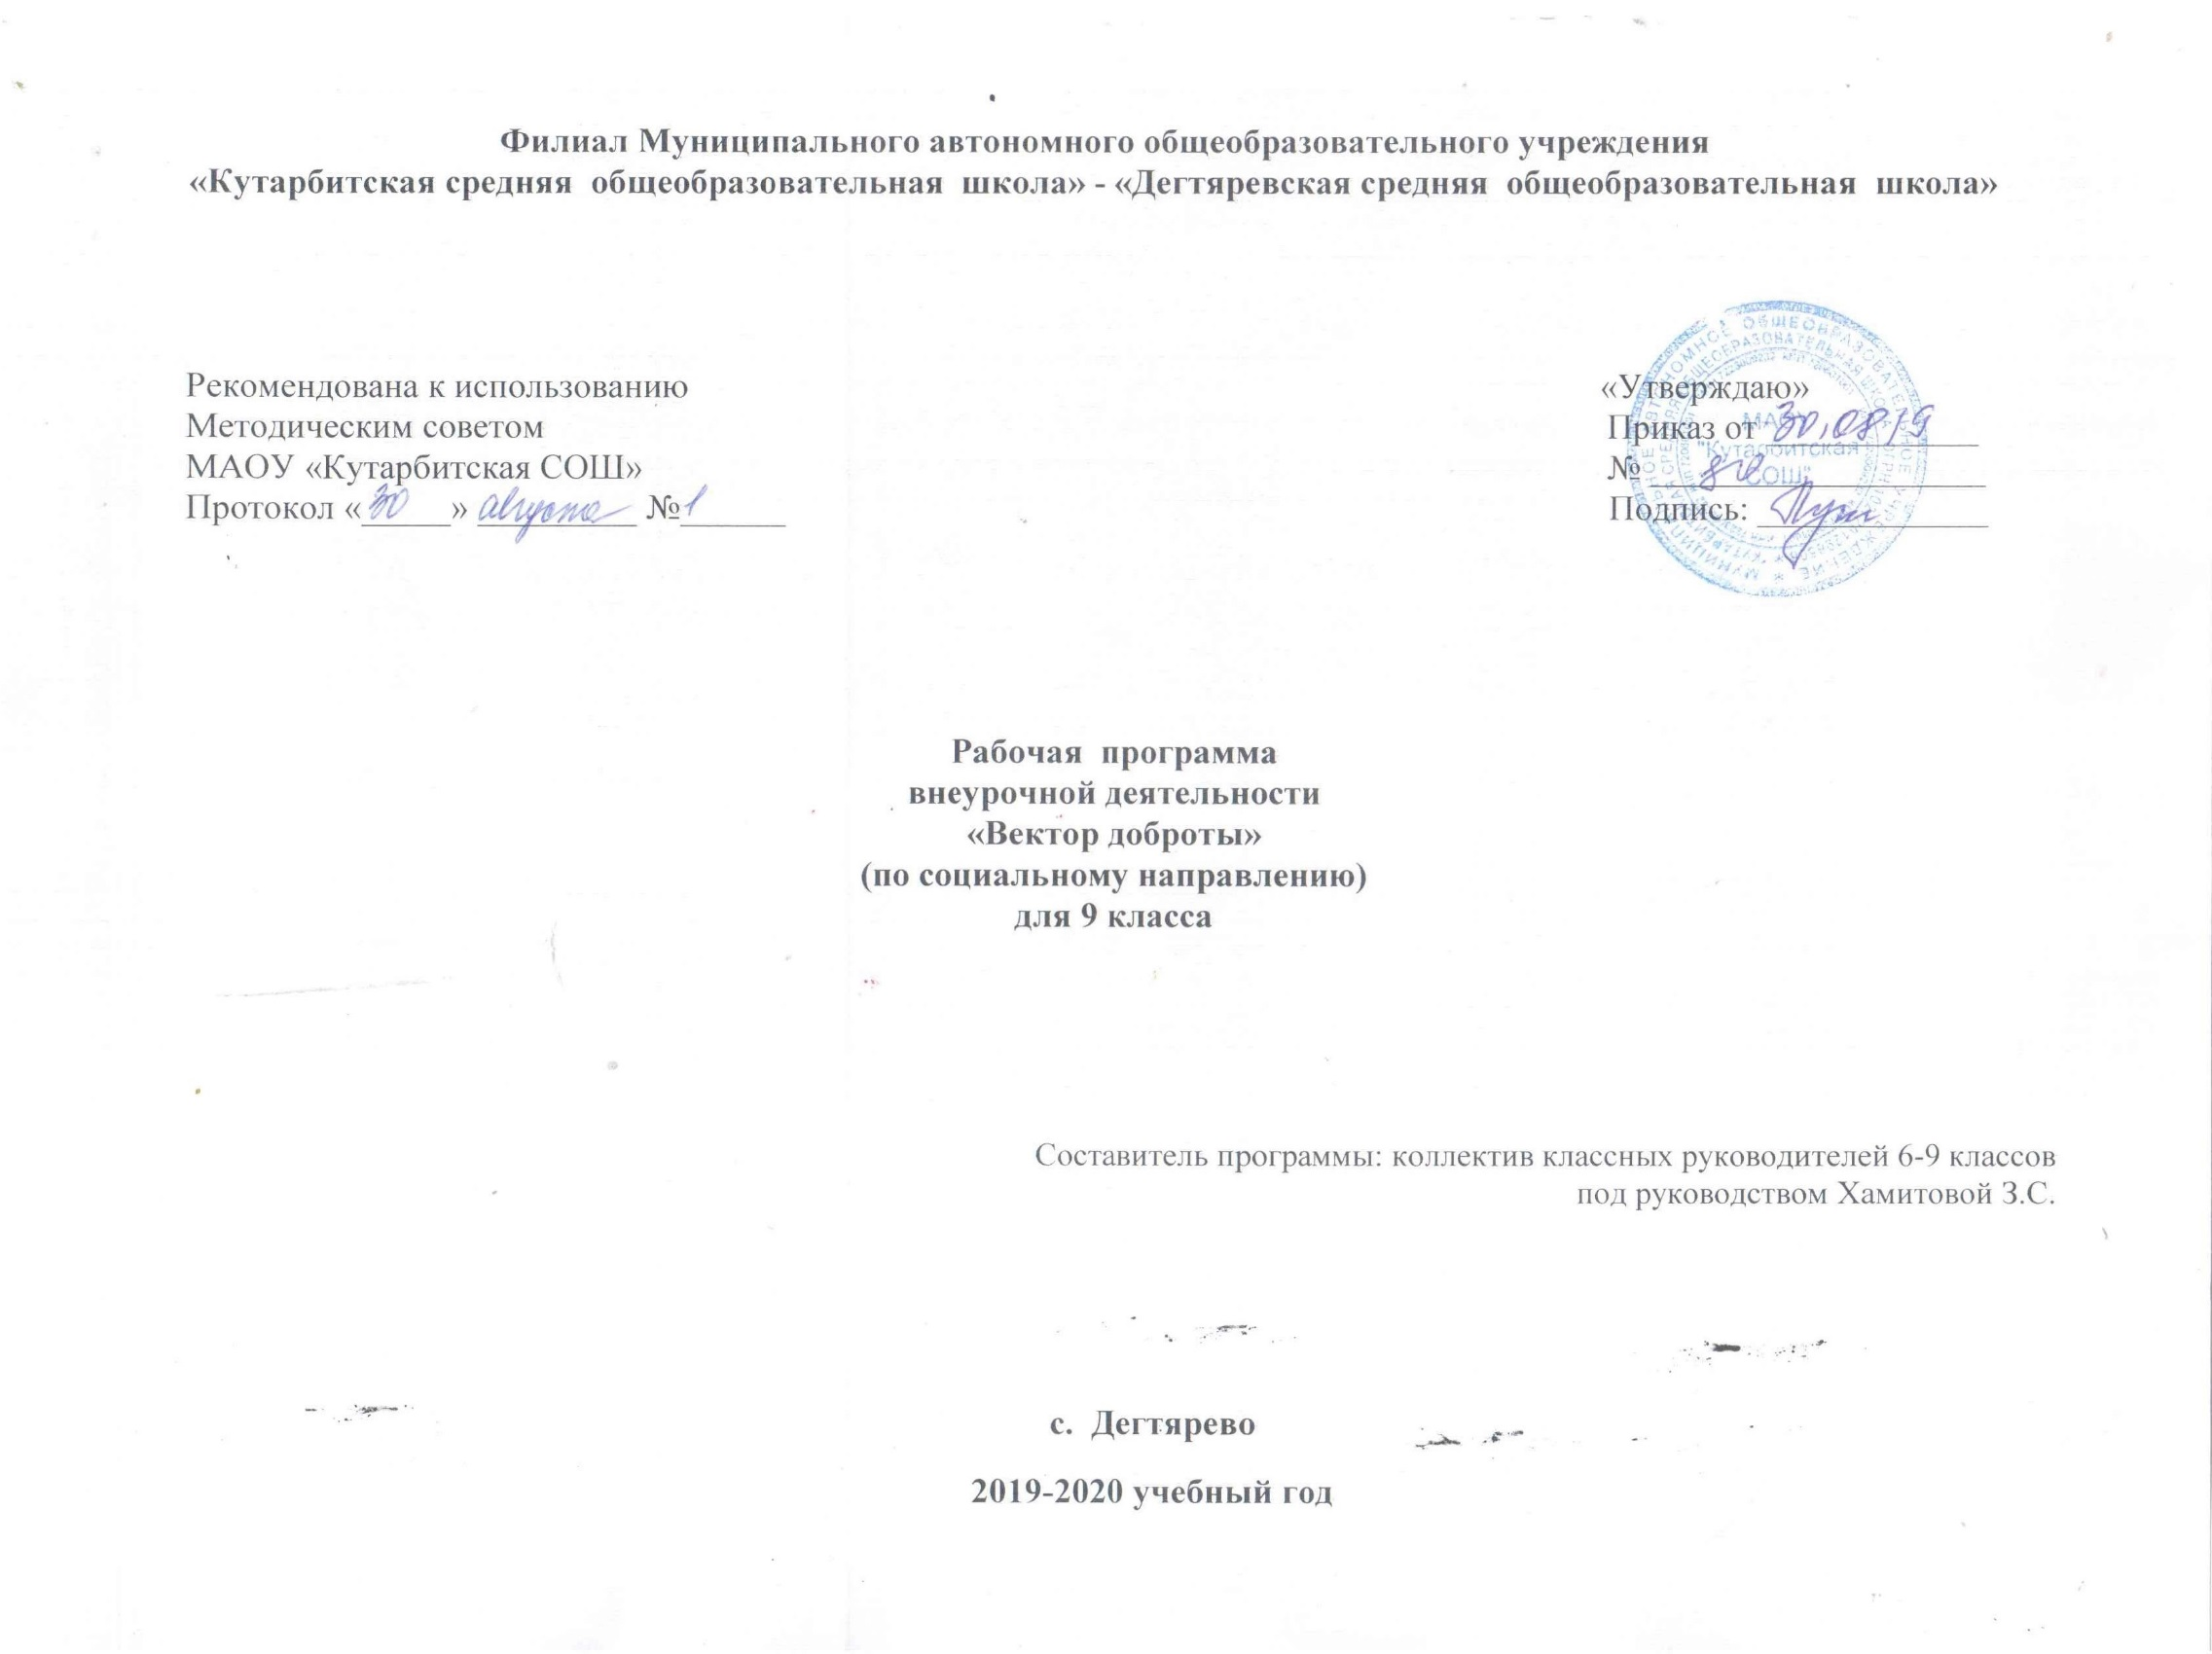 Филиал Муниципального автономного общеобразовательного учреждения
«Кутарбитская средняя общеобразовательная школа» - «Дегтяревская средняя общеобразовательная школа»
Рекомендована к использованию
Методическим советом
МАОУ «Кутарбитская СОШ»
Протокол «30» августа №1
«Утверждаю»
Приказ от 30.08.19
№
Подпись:
МАОУ
"Кутарбитская
СОШ"
Рабочая программа
внеурочной деятельности
«Вектор доброты»
(по социальному направлению)
для 9 класса
Составитель программы: коллектив классных руководителей 6-9 классов
под руководством Хамитовой З.С.
с. Дегтярево
2019-2020 учебный год